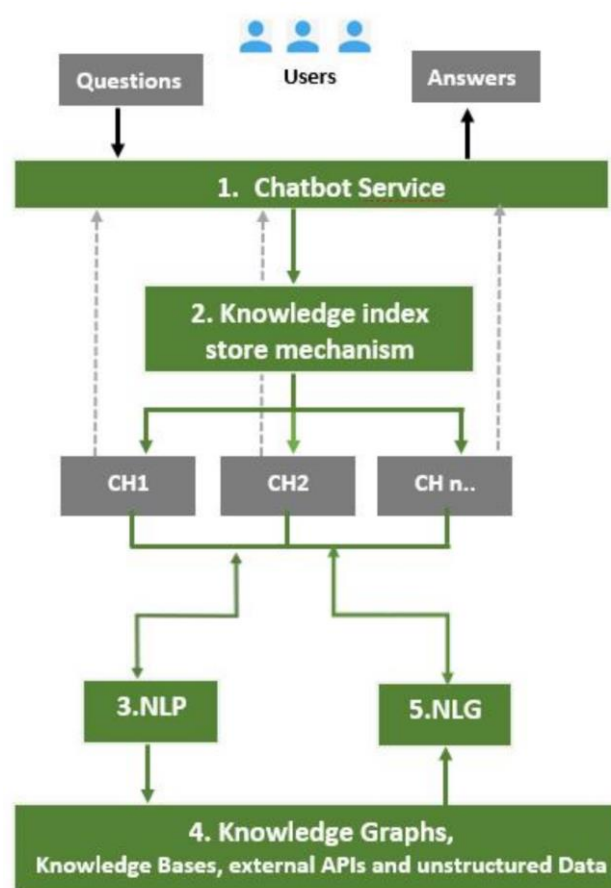 Users
Questions
Answers
1. Chatbot Service
2. Knowledge index
store mechanism
CH1
CH2
CH n..
3.NLP
5.NLG
4. Knowledge Graphs,
Knowledge Bases, external APIs and unstructured Data